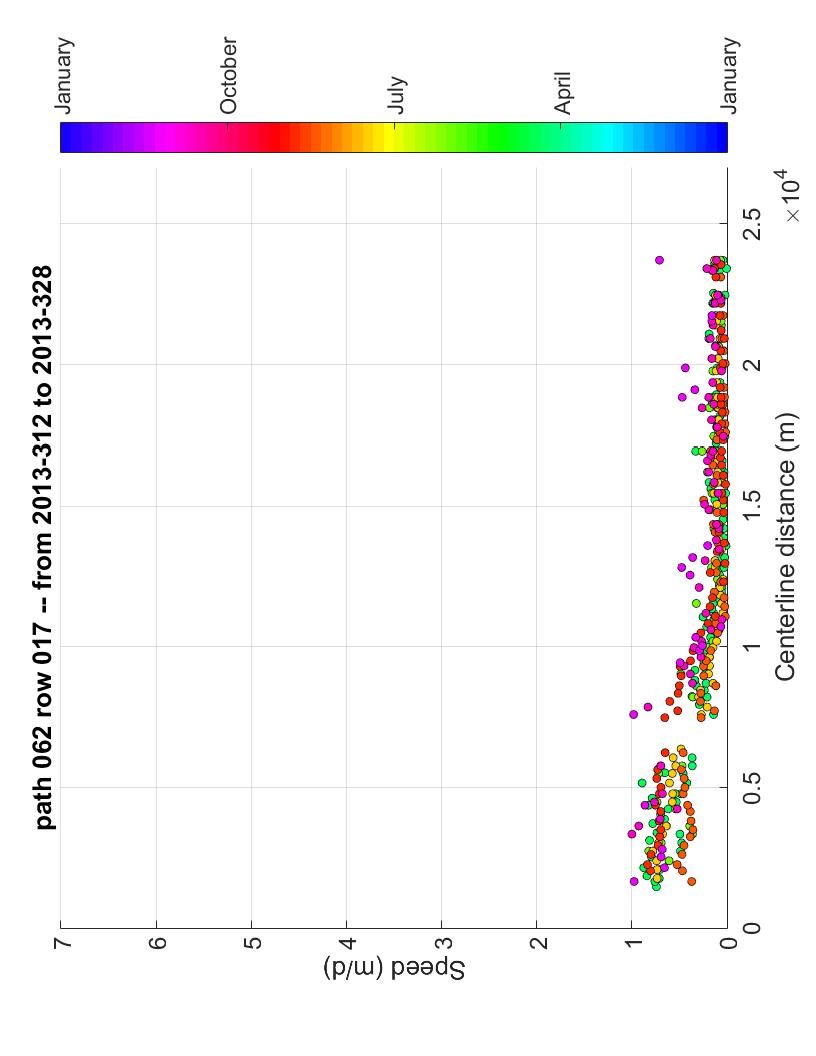 path 062 row 017 -- from 2013-312 to 2013-328
7
6
5
4
3
2
1
0
Speed (m/d)
0
0.5
1
1.5
2
2.5
×10^4
Centerline distance (m)
January
October
July
April
January